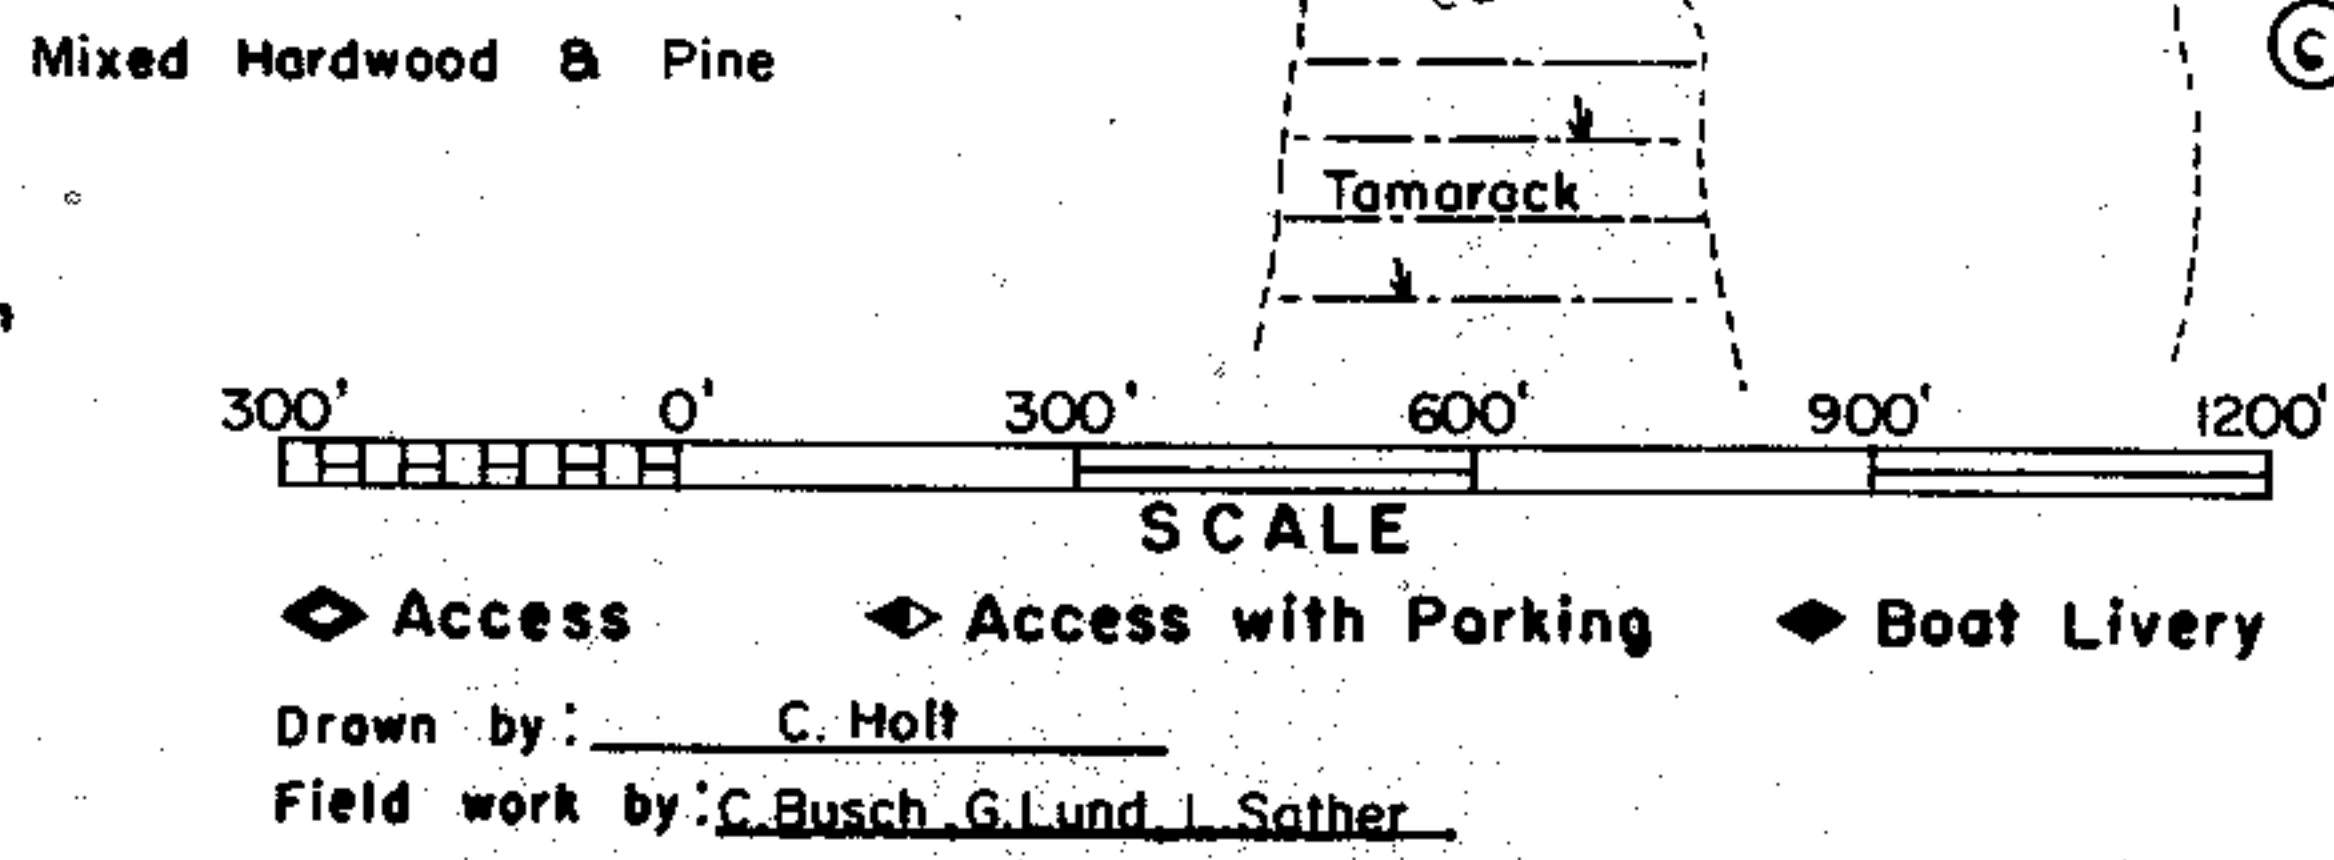 Mixed Hardwood & Pine
C
Tamarack
300' 0' 300' 600' 900' 1200'
SCALE
Access Access with Parking Boat Livery
Drawn by: C. Holt
Field work by: C. Busch, G. Lund, L. Sather